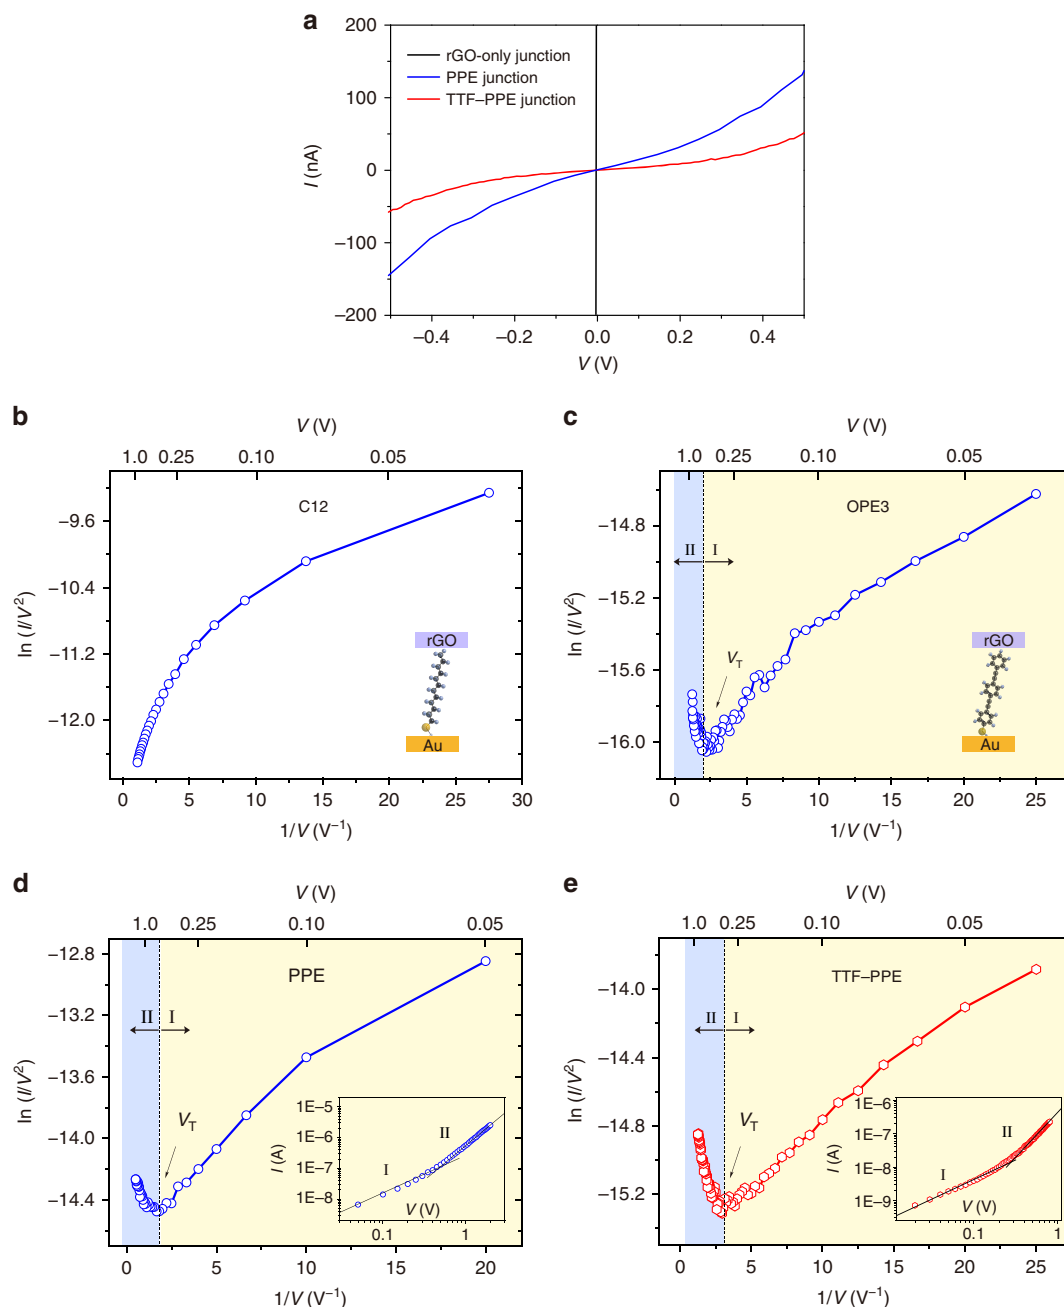 a
200
100
0
−100
−200
I (nA)
rGO-only junction
PPE junction
TTF–PPE junction
−0.4 −0.2 0.0 0.2 0.4
V (V)
b
V (V)
1.0 0.25 0.10 0.05
C12
−9.6
−10.4
−11.2
−12.0
ln (I/V²)
rGO
Au
0 5 10 15 20 25 30
1/V (V⁻¹)
c
V (V)
1.0 0.25 0.10 0.05
OPE3
−14.8
−15.2
−15.6
−16.0
ln (I/V²)
II I
V_T
rGO
Au
0 5 10 15 20 25
1/V (V⁻¹)
d
V (V)
1.0 0.25 0.10 0.05
PPE
−12.8
−13.2
−13.6
−14.0
−14.4
ln (I/V²)
II I
V_T
1E−5
1E−6
1E−7
1E−8
I (A)
I
II
V (V)
0.1 1
0 5 10 15 20
1/V (V⁻¹)
e
V (V)
1.0 0.25 0.10 0.05
TTF–PPE
−14.0
−14.4
−14.8
−15.2
ln (I/V²)
II I
V_T
1E−6
1E−7
1E−8
1E−9
I (A)
I
II
V (V)
0.1 1
0 5 10 15 20 25
1/V (V⁻¹)